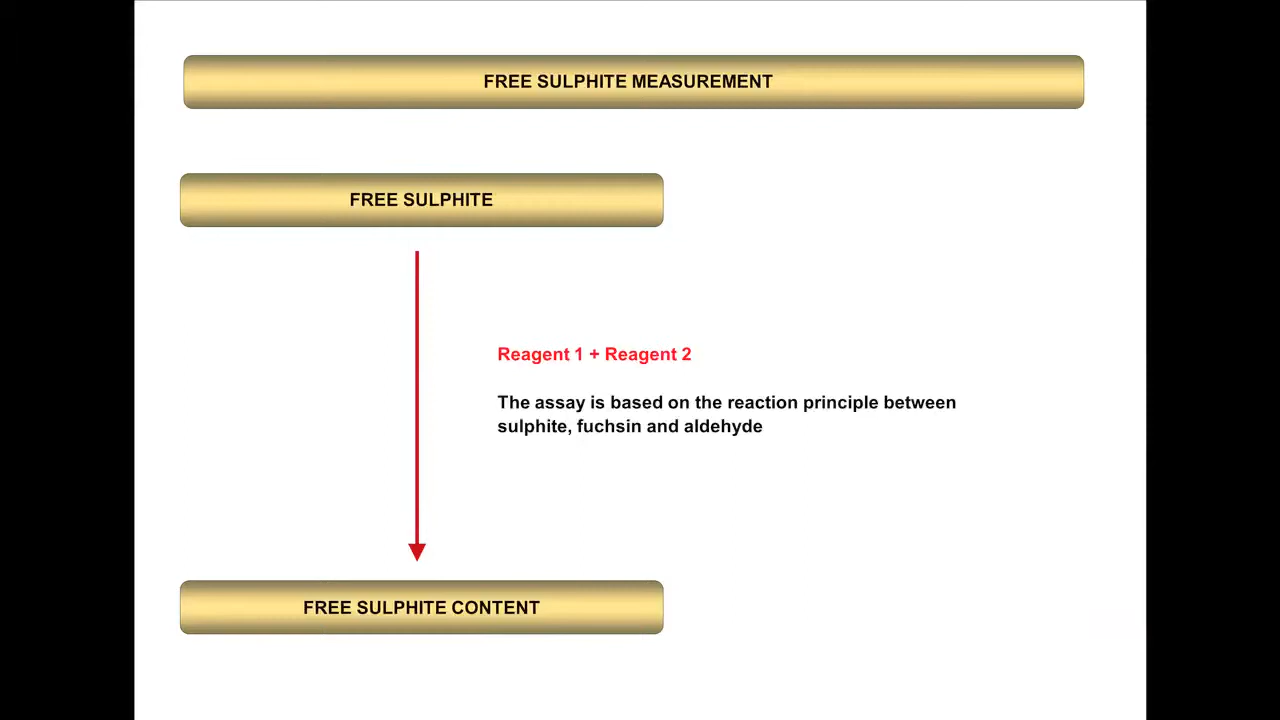 FREE SULPHITE MEASUREMENT
FREE SULPHITE
Reagent 1 + Reagent 2
The assay is based on the reaction principle between
sulphite, fuchsin and aldehyde
FREE SULPHITE CONTENT